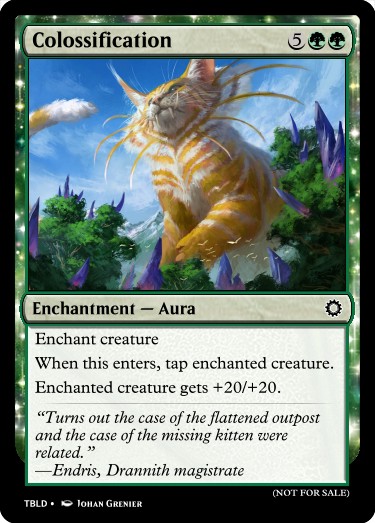 Colossification 5
Enchantment — Aura
Enchant creature
When this enters, tap enchanted creature.
Enchanted creature gets +20/+20.
“Turns out the case of the flattened outpost
and the case of the missing kitten were
related.”
—Endris, Drannith magistrate
TBLD • Johan Grenier
(NOT FOR SALE)